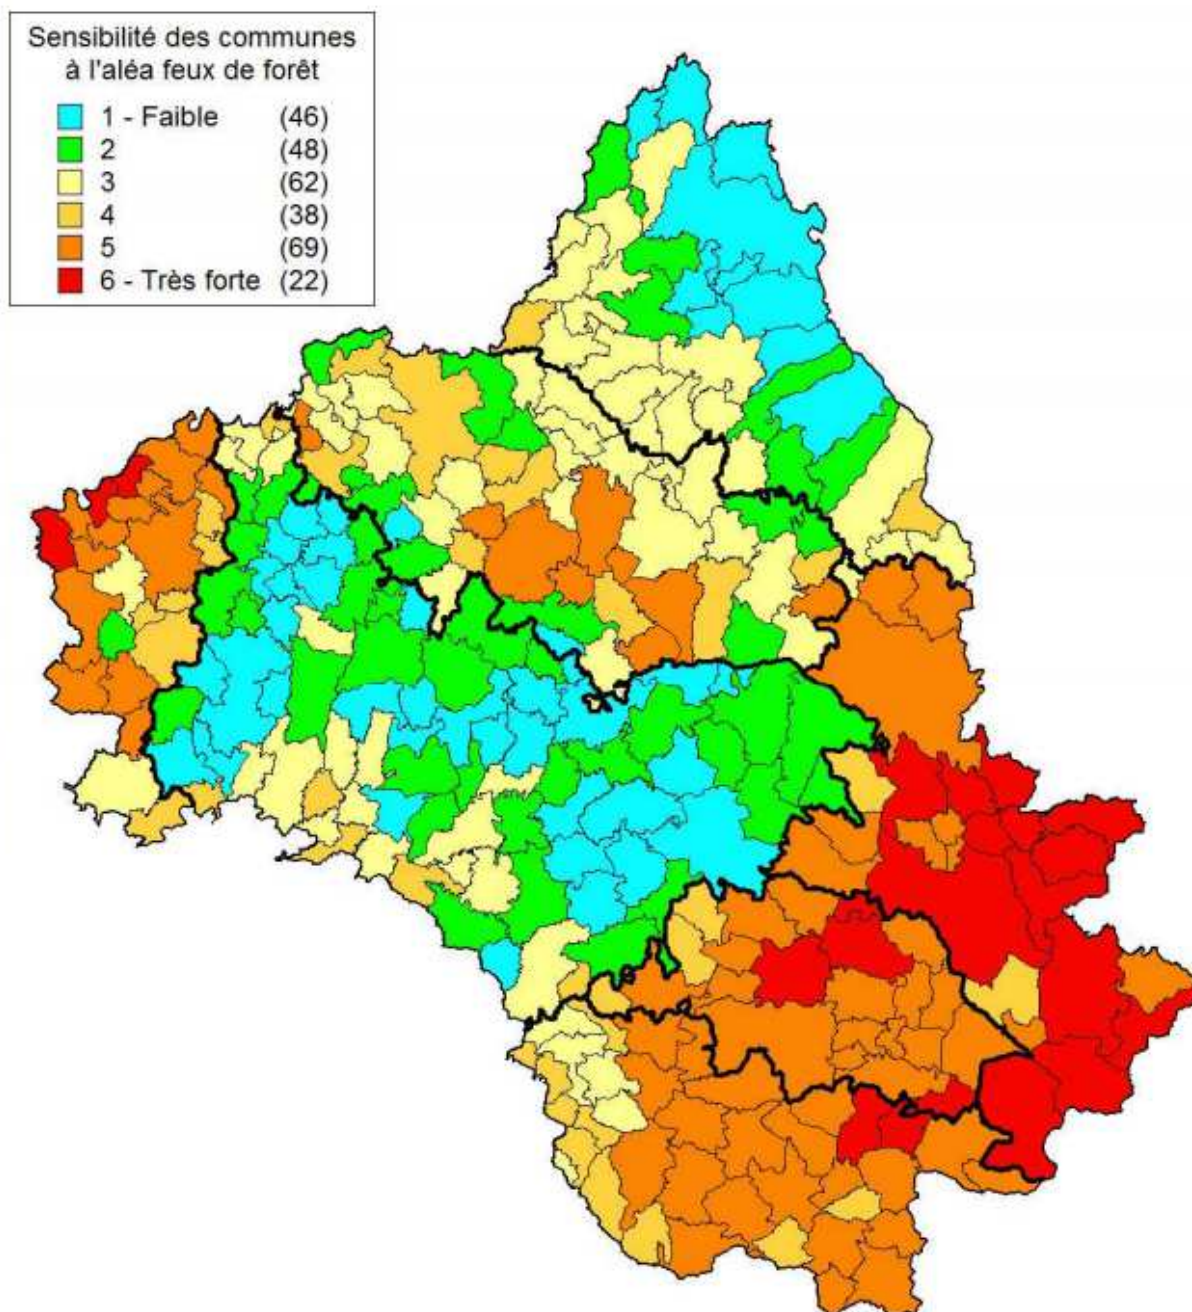 Sensibilité des communes
à l'aléa feux de forêt
1 - Faible (46)
2 (48)
3 (62)
4 (38)
5 (69)
6 - Très forte (22)